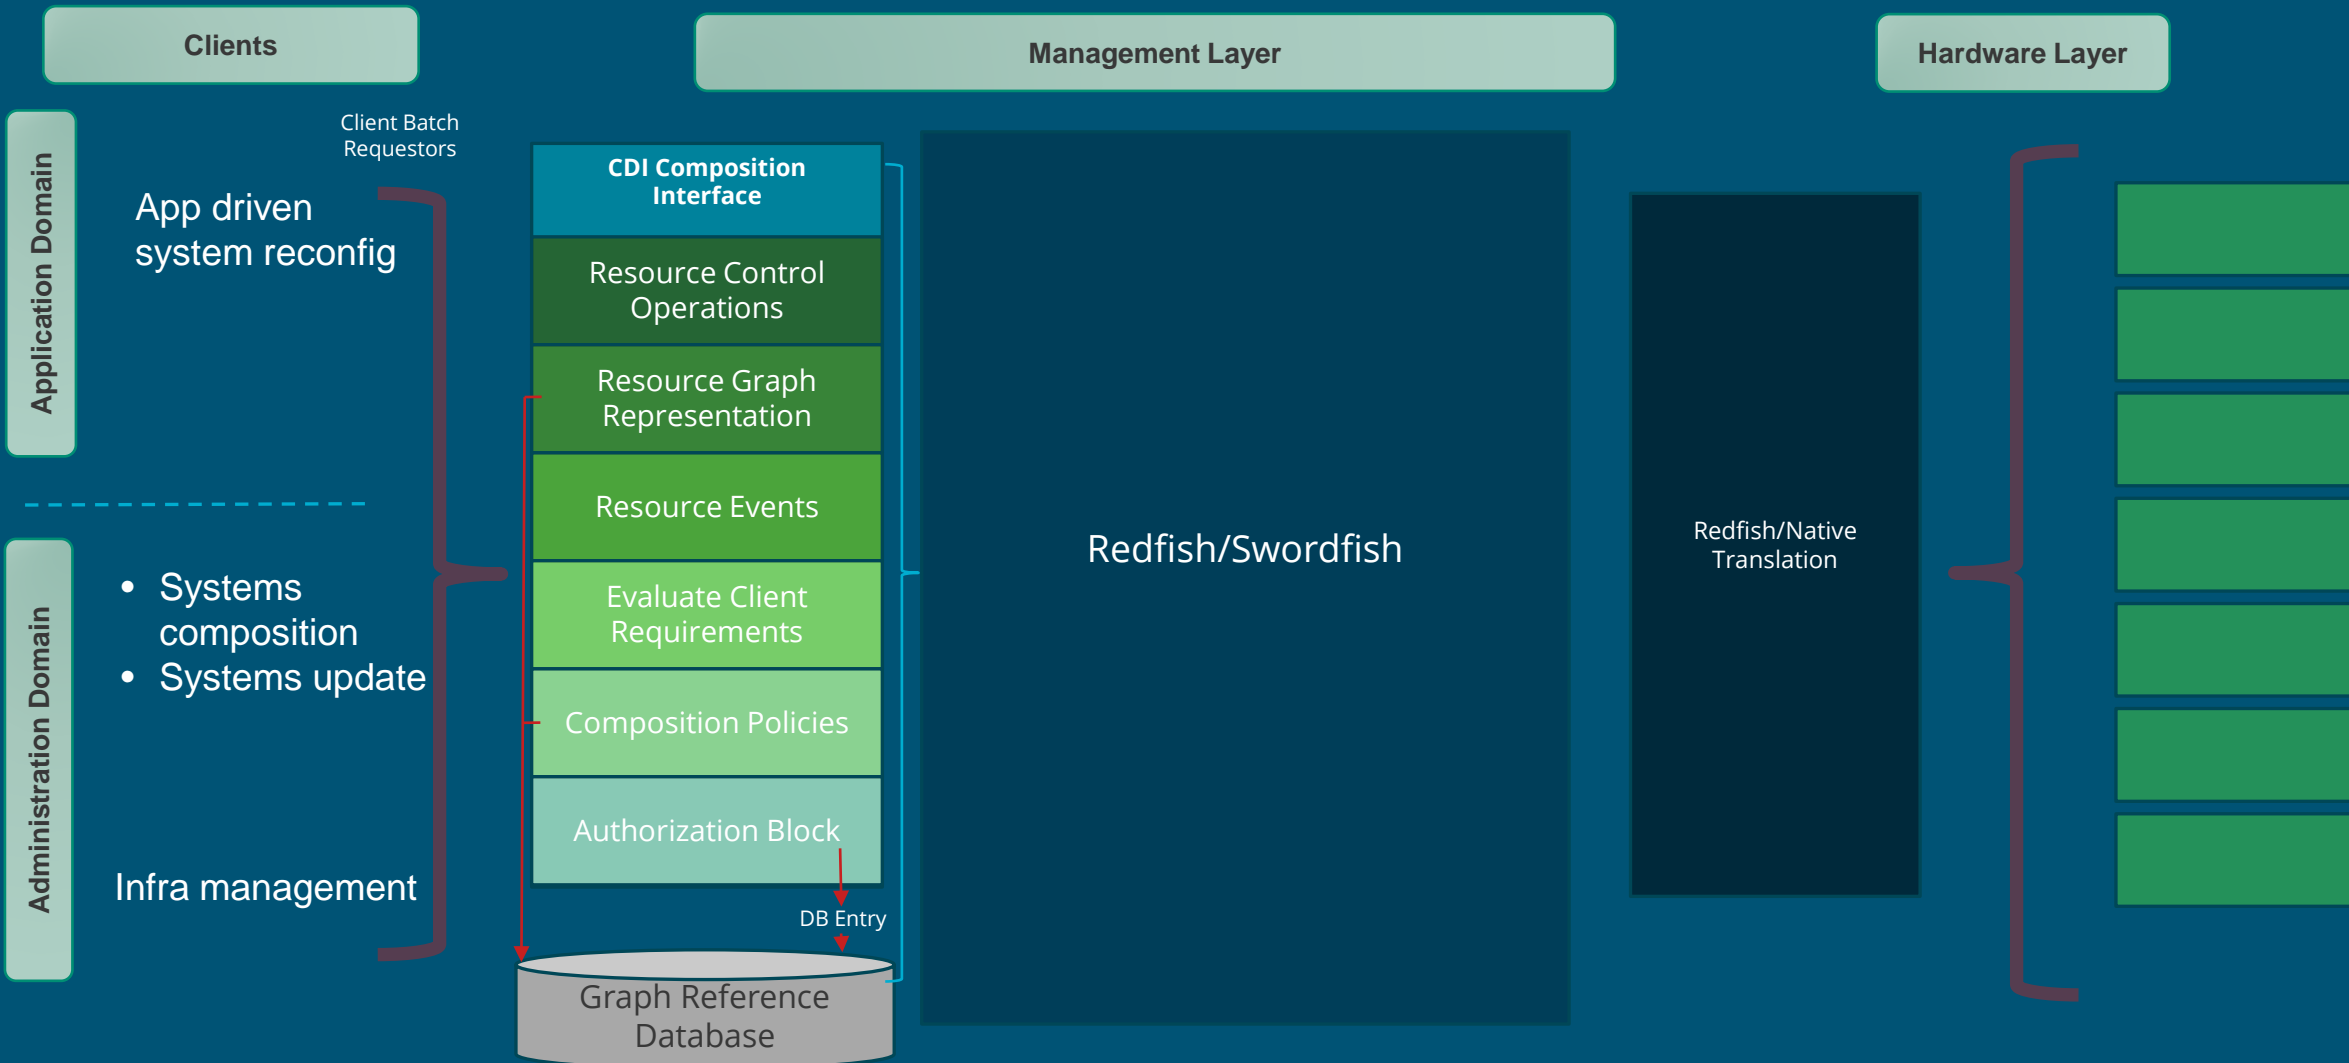 Clients
Management Layer
Hardware Layer
Application Domain
Client Batch
Requestors
App driven
system reconfig
Administration Domain
• Systems
composition
• Systems update
Infra management
CDI Composition
Interface
Resource Control
Operations
Resource Graph
Representation
Resource Events
Evaluate Client
Requirements
Composition Policies
Authorization Block
DB Entry
Graph Reference
Database
Redfish/Swordfish
Redfish/Native
Translation